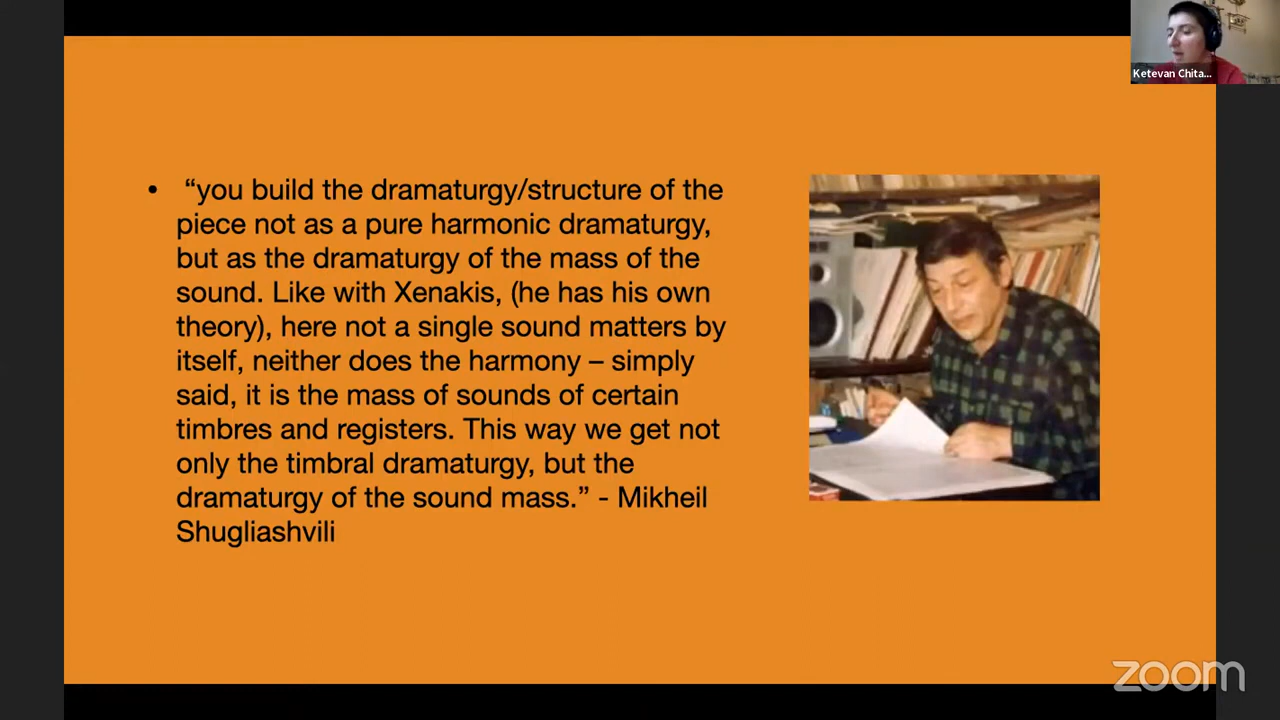 Ketevan Chita...
• “you build the dramaturgy/structure of the
piece not as a pure harmonic dramaturgy,
but as the dramaturgy of the mass of the
sound. Like with Xenakis, (he has his own
theory), here not a single sound matters by
itself, neither does the harmony – simply
said, it is the mass of sounds of certain
timbres and registers. This way we get not
only the timbral dramaturgy, but the
dramaturgy of the sound mass.” - Mikheil
Shugliashvili
zoom